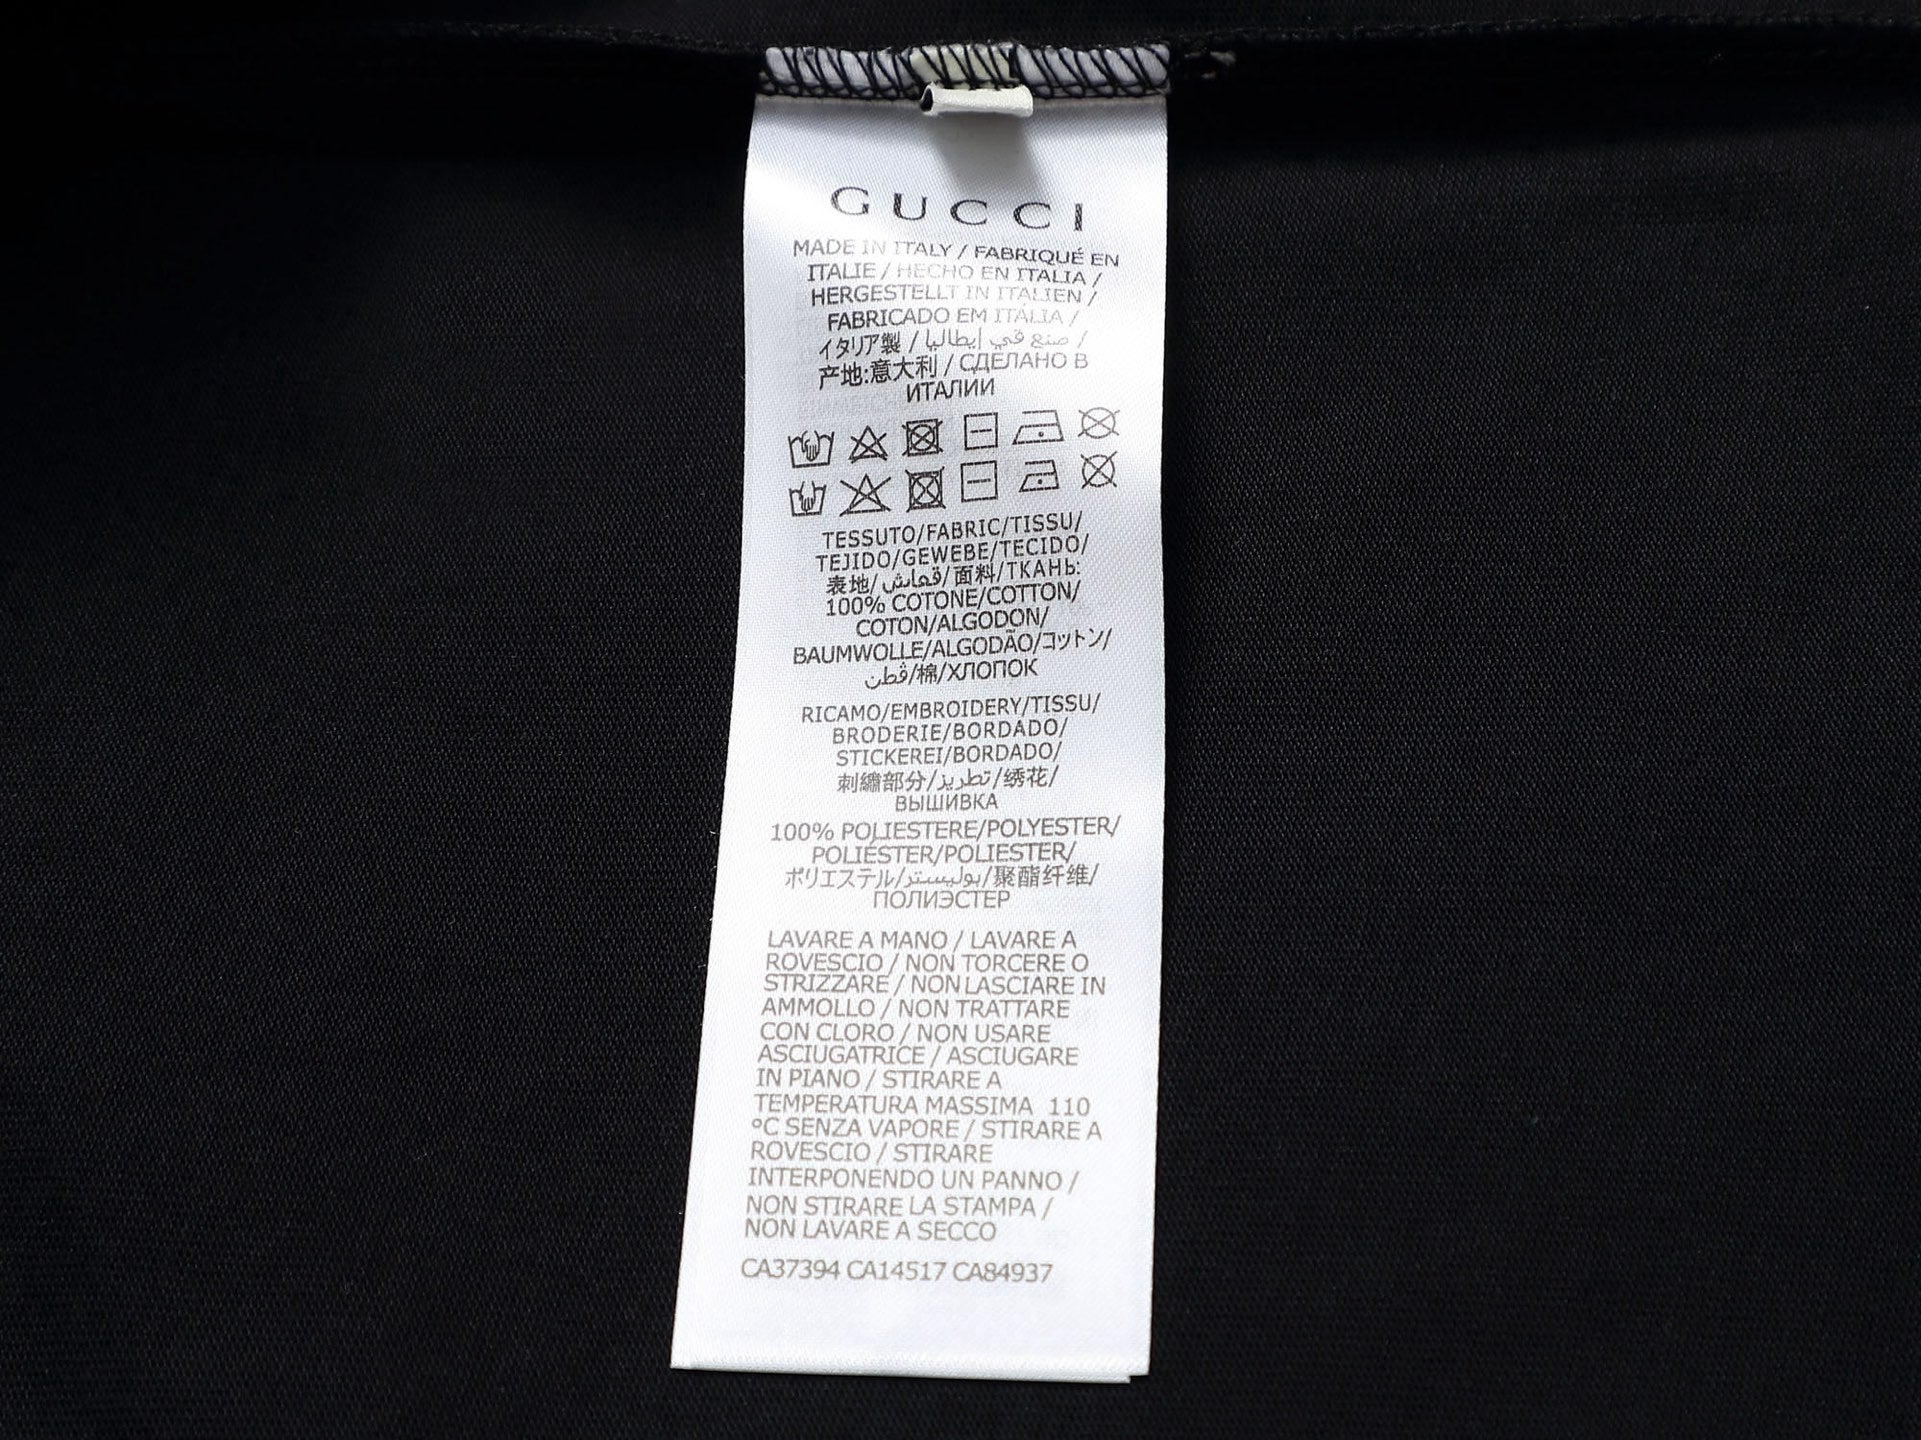 GUCCI
MADE IN ITALY / FABRIQUÉ EN
ITALIE / HECHO EN ITALIA /
HERGESTELLT IN ITALIEN /
FABRICADO EM ITALIA /
イタリア製 / صنع في إيطاليا /
产地:意大利 / СДЕЛАНО В
ИТАЛИИ
TESSUTO/FABRIC/TISSU/
TEJIDO/GEWEBE/TECIDO/
表地/قماش/面料/ТКАНЬ:
100% COTONE/COTTON/
COTON/ALGODON/
BAUMWOLLE/ALGODÃO/コットン/
قطن/棉/ХЛОПОК
RICAMO/EMBROIDERY/TISSU/
BRODERIE/BORDADO/
STICKEREI/BORDADO/
刺繡部分/تطريز/绣花/
ВЫШИВКА
100% POLIESTERE/POLYESTER/
POLIÉSTER/POLIESTER/
ポリエステル/بوليستر/聚酯纤维/
ПОЛИЭСТЕР
LAVARE A MANO / LAVARE A
ROVESCIO / NON TORCERE O
STRIZZARE / NON LASCIARE IN
AMMOLLO / NON TRATTARE
CON CLORO / NON USARE
ASCIUGATRICE / ASCIUGARE
IN PIANO / STIRARE A
TEMPERATURA MASSIMA 110
°C SENZA VAPORE / STIRARE A
ROVESCIO / STIRARE
INTERPONENDO UN PANNO /
NON STIRARE LA STAMPA /
NON LAVARE A SECCO
CA37394 CA14517 CA84937